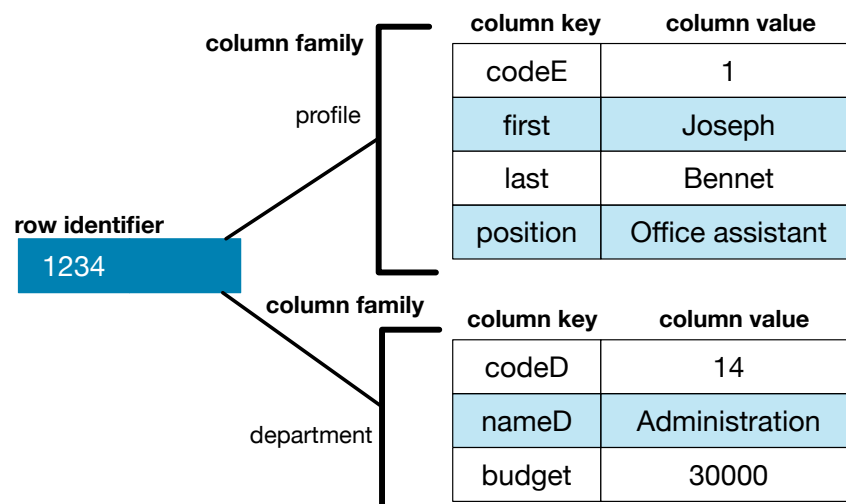 column family
column key column value
codeE 1
profile
first Joseph
last Bennet
position Office assistant
row identifier
1234
column family
column key column value
codeD 14
department
nameD Administration
budget 30000